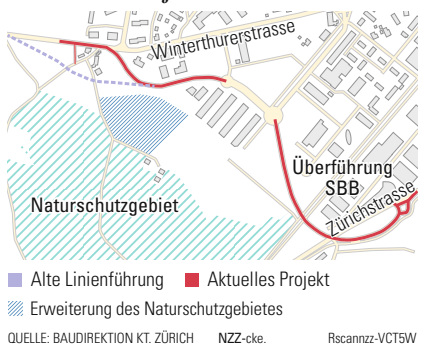 Winterthurerstrasse
Überführung
SBB
Naturschutzgebiet
Zürichstrasse
Alte Linienführung Aktuelles Projekt
Erweiterung des Naturschutzgebietes
QUELLE: BAUDIREKTION KT. ZÜRICH NZZ-cke. Rscannzz-VCT5W